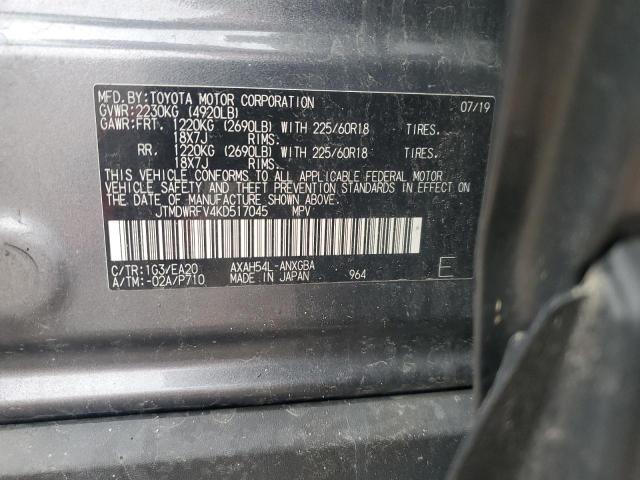 MFD. BY: TOYOTA MOTOR CORPORATION 07/19
GVWR: 2230KG (4920LB)
GAWR: FRT. 1220KG (2690LB) WITH 225/60R18 TIRES.
18X7J RIMS.
RR. 1220KG (2690LB) WITH 225/60R18 TIRES.
18X7J RIMS.
THIS VEHICLE CONFORMS TO ALL APPLICABLE FEDERAL MOTOR
VEHICLE SAFETY AND THEFT PREVENTION STANDARDS IN EFFECT ON
THE DATE OF MANUFACTURE SHOWN ABOVE.
JTMDWRFV4KD517045 MPV
C/TR: 1G3/EA20 AXAH54L-ANXGBA
A/TM: -02A/P710 MADE IN JAPAN 964 E